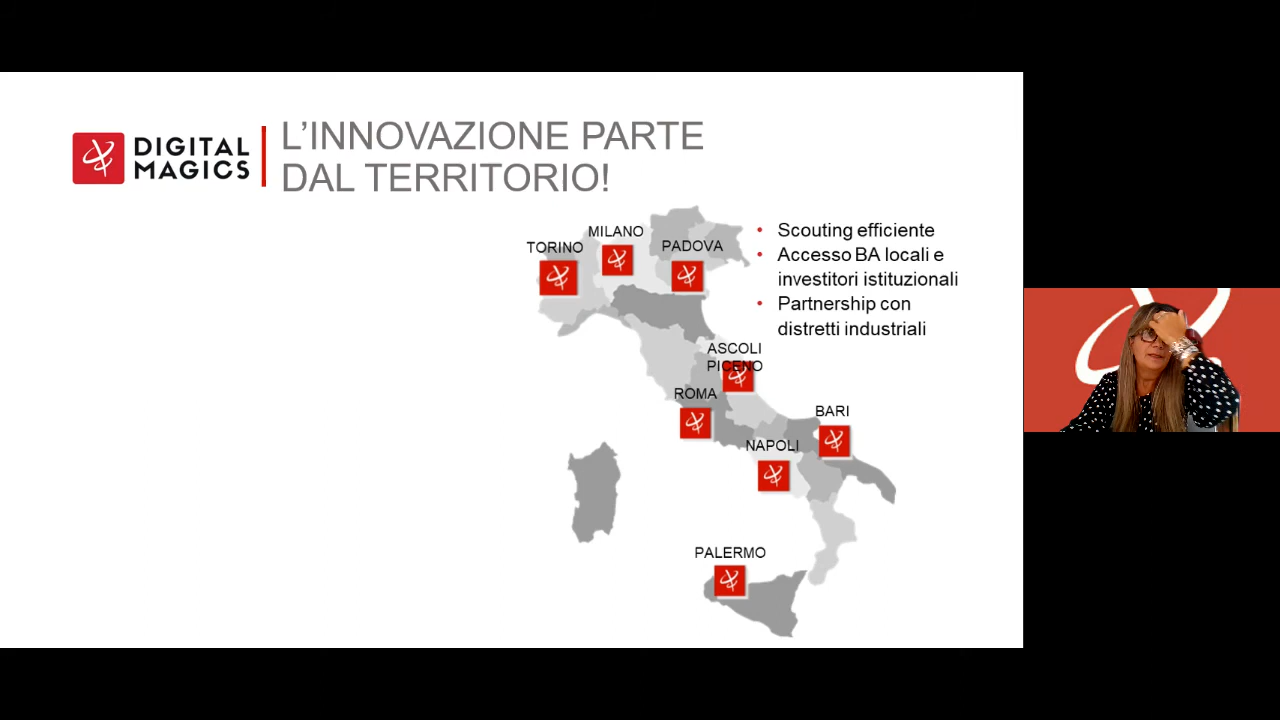 DIGITAL
MAGICS
L’INNOVAZIONE PARTE
DAL TERRITORIO!
MILANO
TORINO
PADOVA
• Scouting efficiente
• Accesso BA locali e
investitori istituzionali
• Partnership con
distretti industriali
ASCOLI
PICENO
ROMA
BARI
NAPOLI
PALERMO